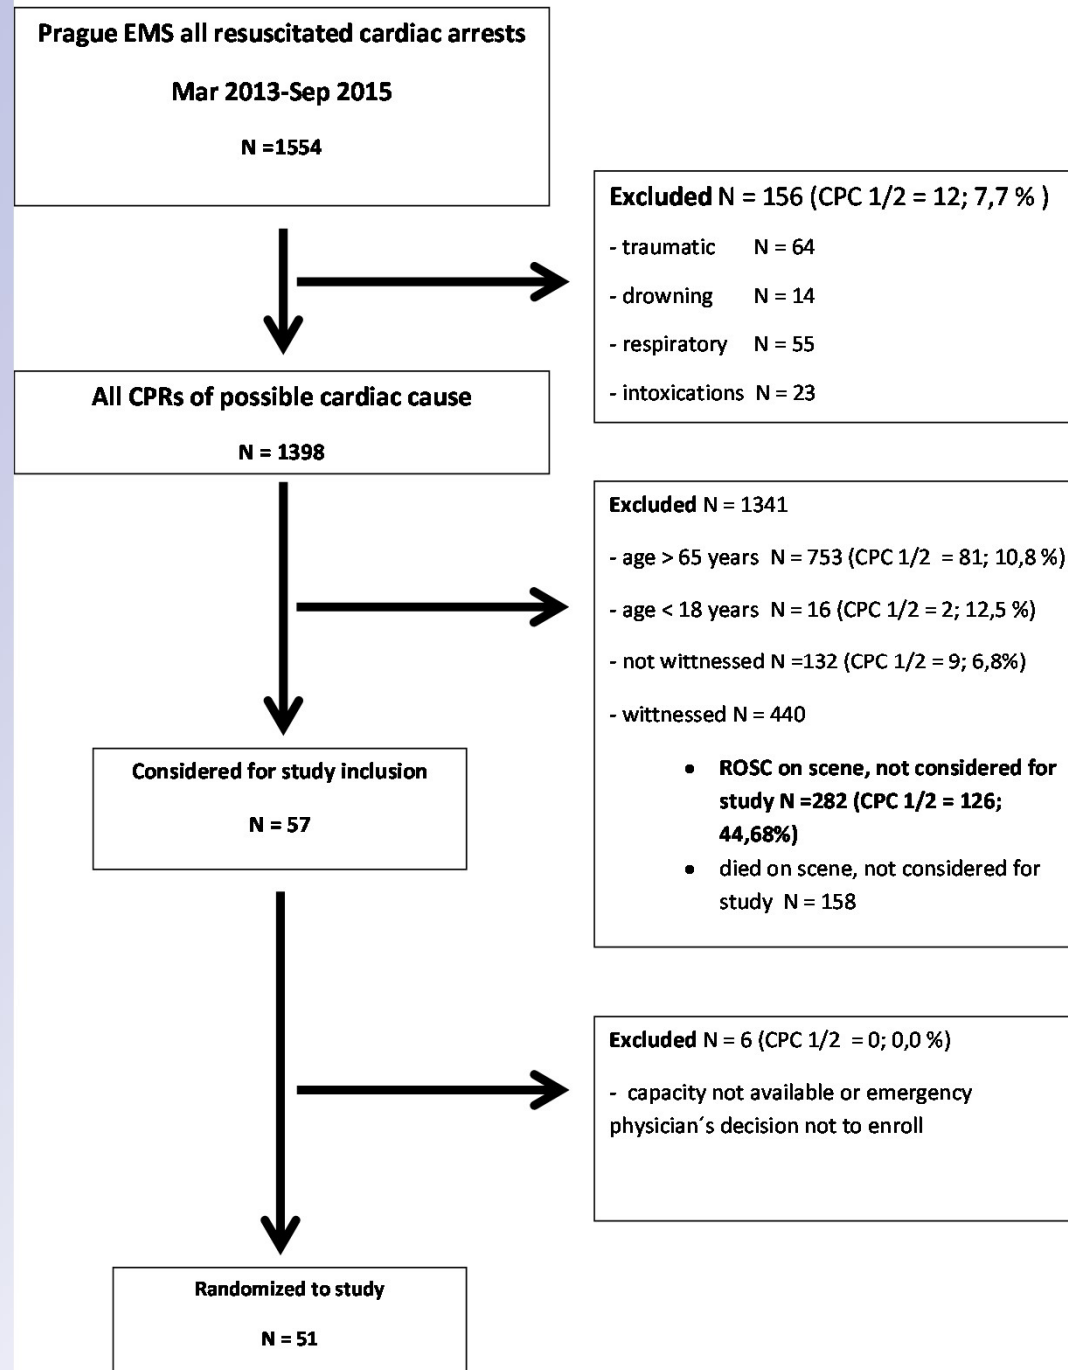 Prague EMS all resuscitated cardiac arrests
Mar 2013-Sep 2015
N =1554
Excluded N = 156 (CPC 1/2 = 12; 7,7 % )
- traumatic N = 64
- drowning N = 14
- respiratory N = 55
- intoxications N = 23
All CPRs of possible cardiac cause
N = 1398
Excluded N = 1341
- age > 65 years N = 753 (CPC 1/2 = 81; 10,8 %)
- age < 18 years N = 16 (CPC 1/2 = 2; 12,5 %)
- not wittnessed N =132 (CPC 1/2 = 9; 6,8%)
- wittnessed N = 440
• ROSC on scene, not considered for
study N =282 (CPC 1/2 = 126;
44,68%)
• died on scene, not considered for
study N = 158
Considered for study inclusion
N = 57
Excluded N = 6 (CPC 1/2 = 0; 0,0 %)
- capacity not available or emergency
physician´s decision not to enroll
Randomized to study
N = 51